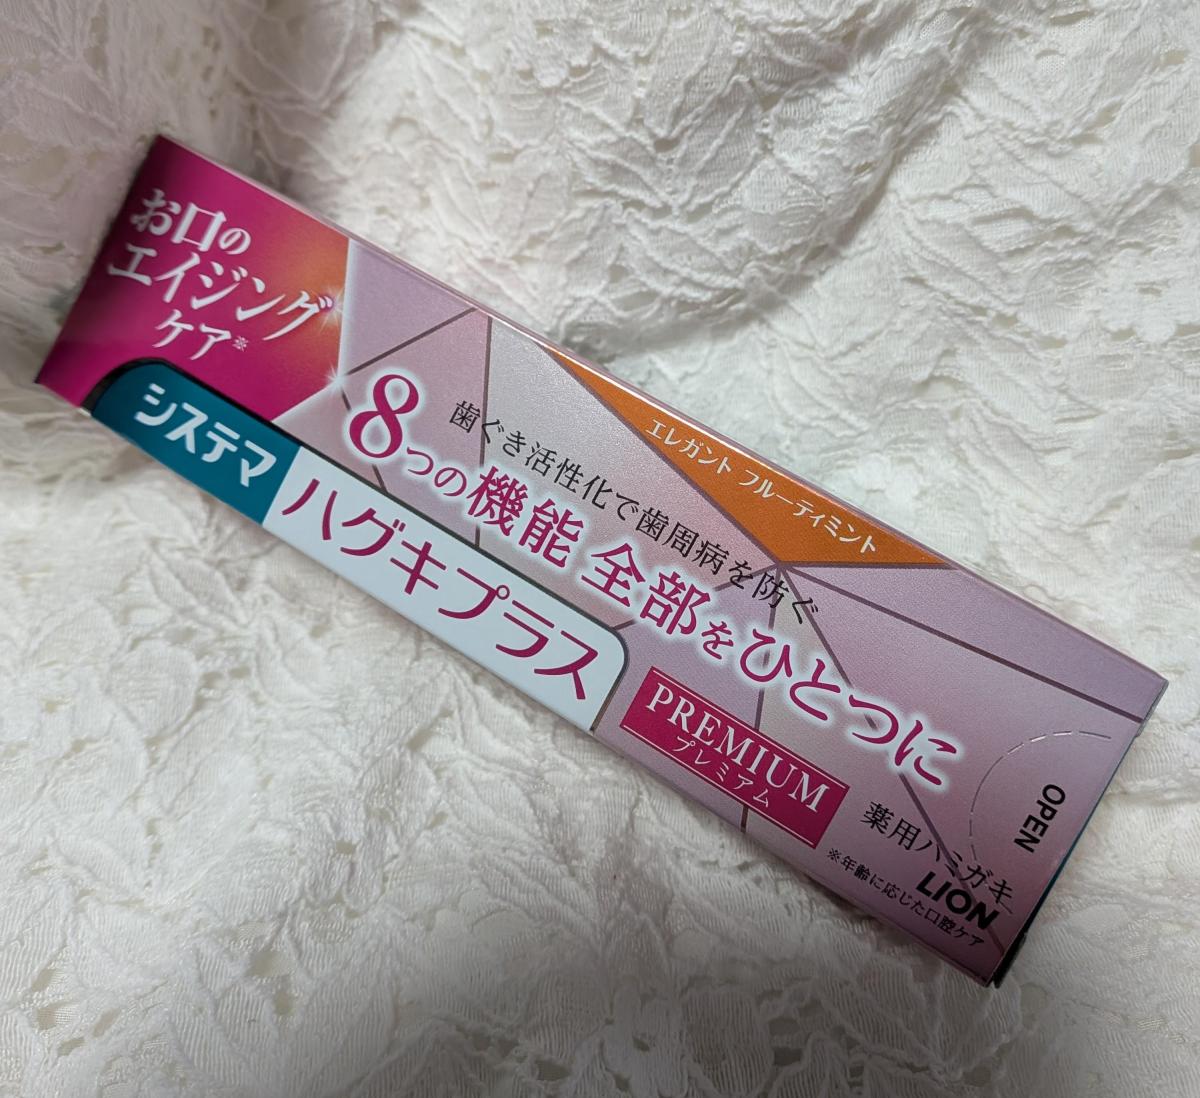 お口の
エイジング
ケア※
システマ
ハグキプラス
エレガント フルーティミント
歯ぐき活性化で歯周病を防ぐ
8つの機能 全部をひとつに
PREMIUM
プレミアム
OPEN
薬用ハミガキ
LION
※年齢に応じた口腔ケア